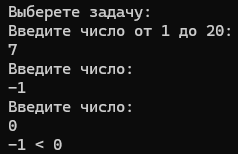 Выберете задачу:
Введите число от 1 до 20:
7
Введите число:
-1
Введите число:
0
-1 < 0